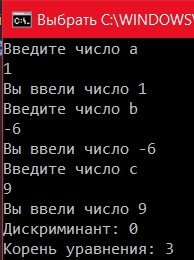 Выбрать C:\WINDOWS\
Введите число a
1
Вы ввели число 1
Введите число b
-6
Вы ввели число -6
Введите число c
9
Вы ввели число 9
Дискриминант: 0
Корень уравнения: 3